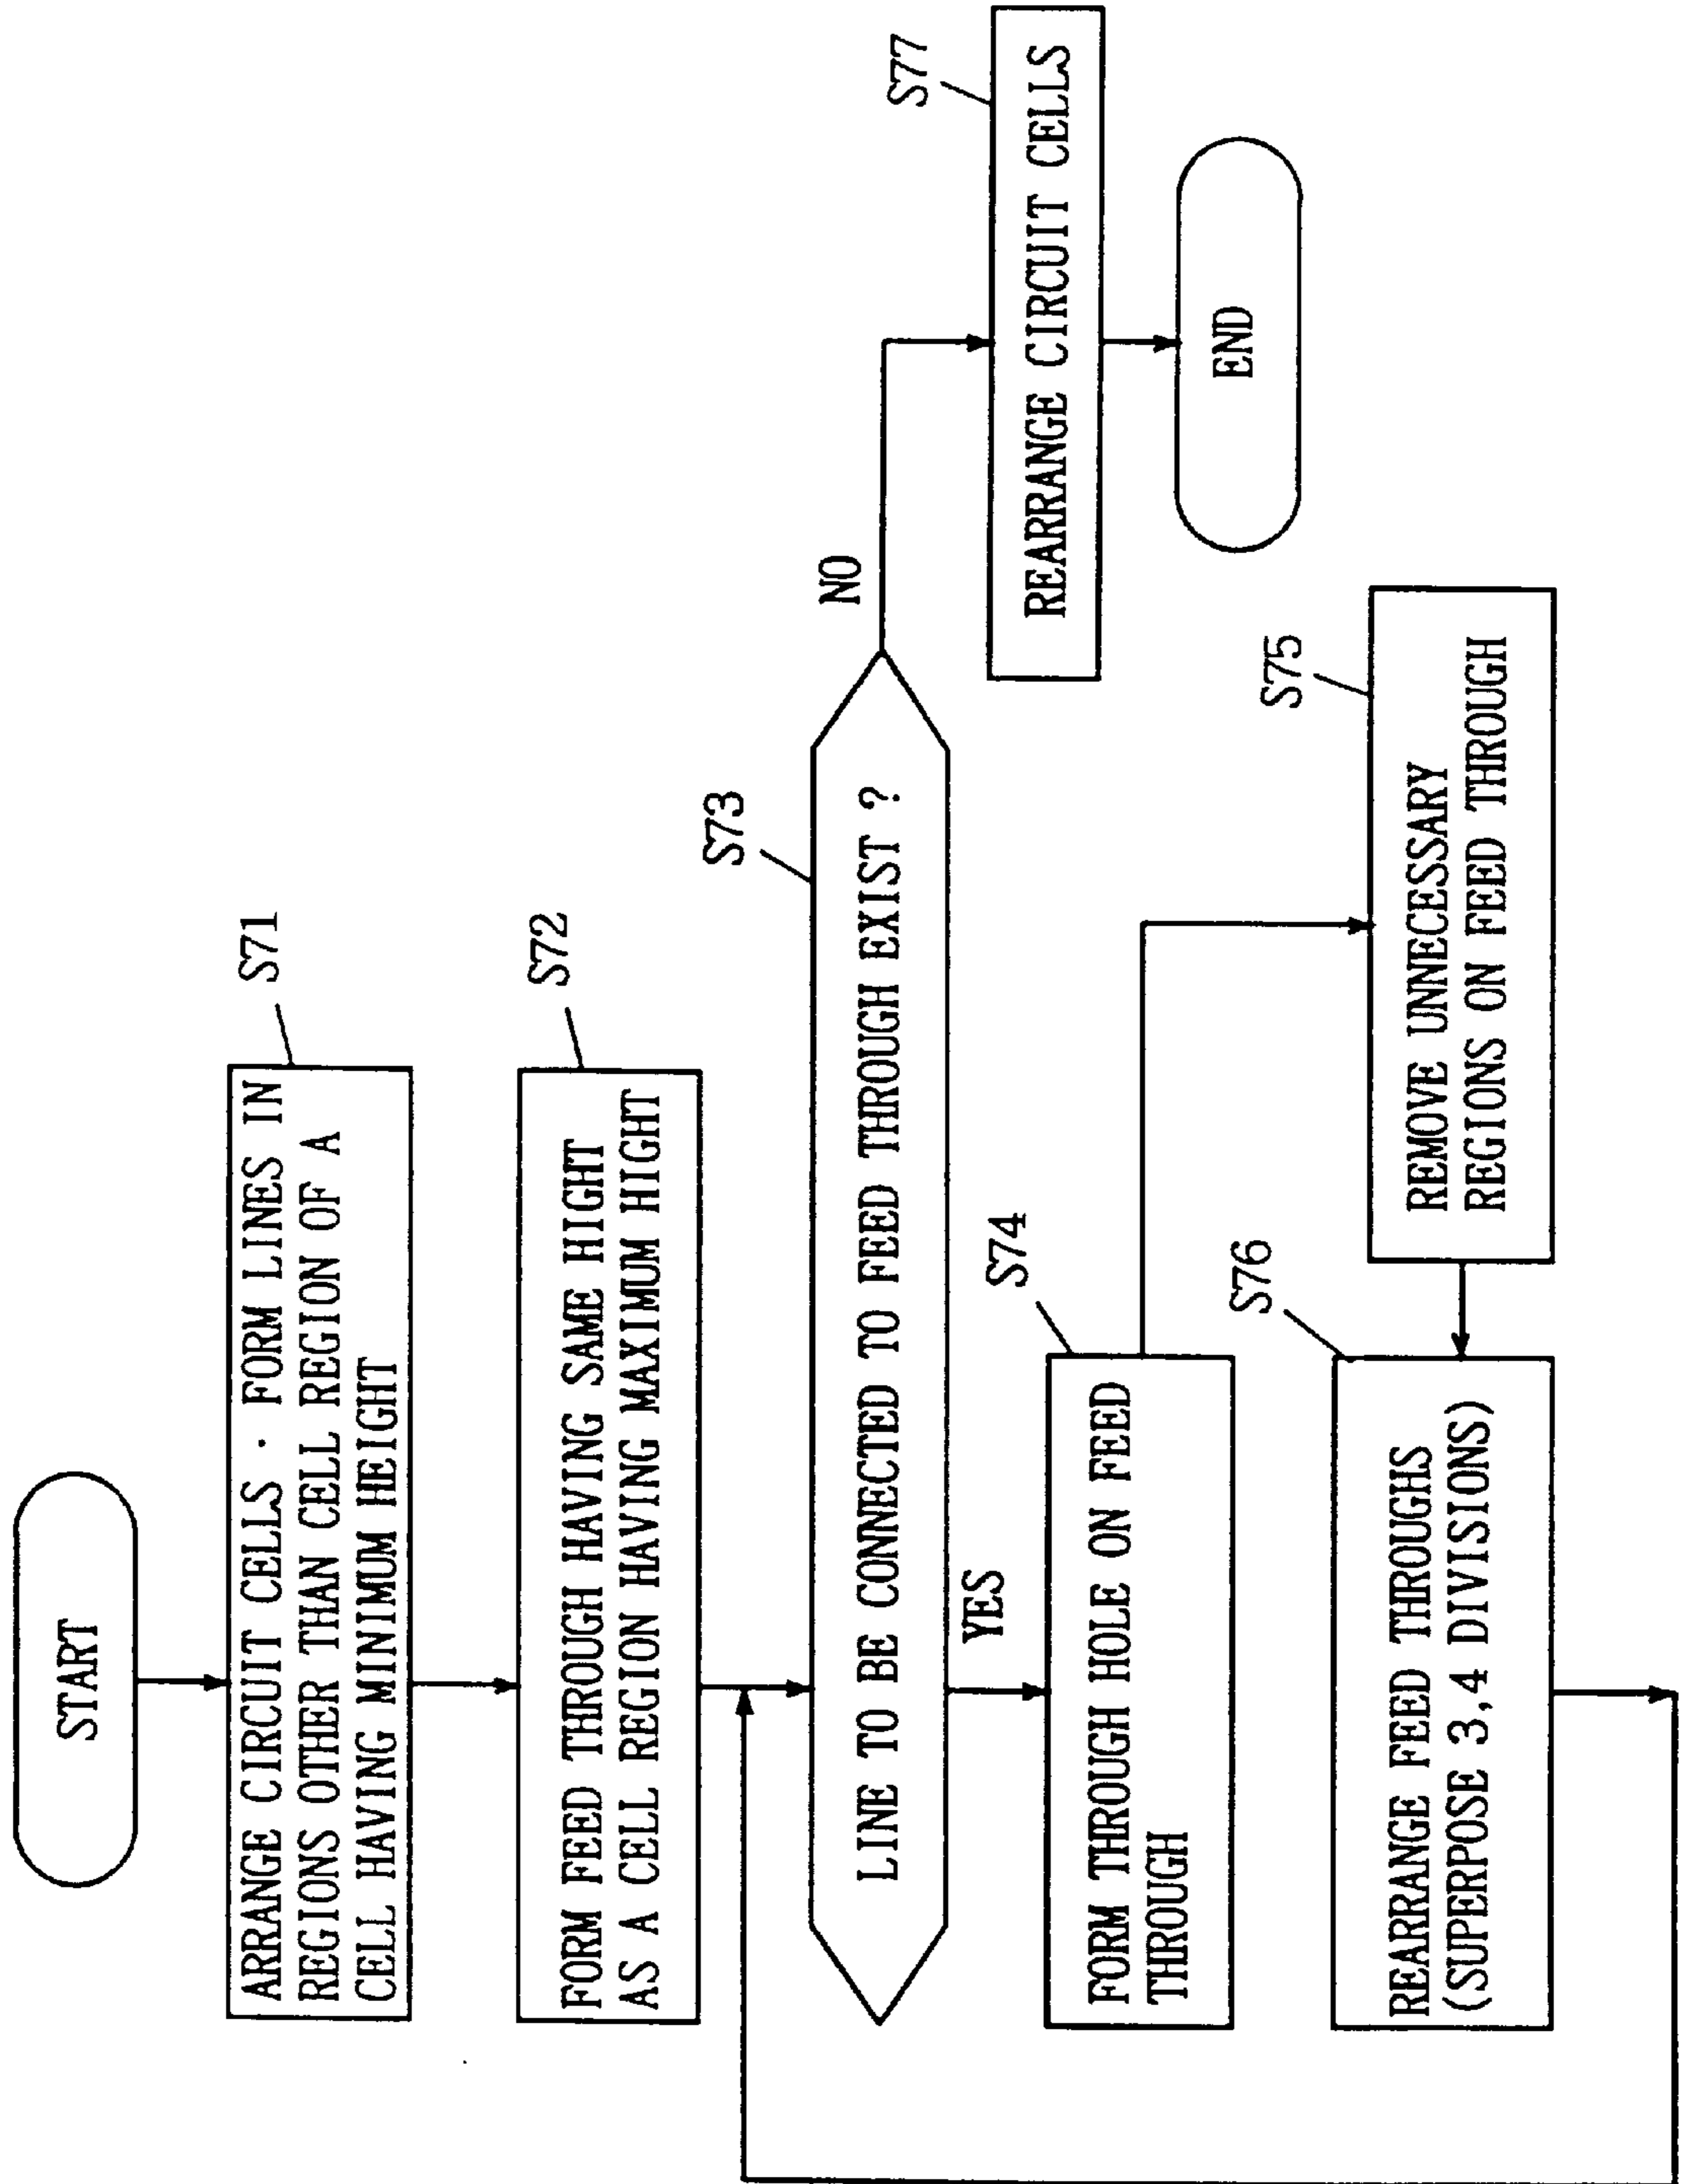 START
S71
ARRANGE CIRCUIT CELLS · FORM LINES IN
REGIONS OTHER THAN CELL REGION OF A
CELL HAVING MINIMUM HEIGHT
S72
FORM FEED THROUGH HAVING SAME HIGHT
AS A CELL REGION HAVING MAXIMUM HIGHT
S73
LINE TO BE CONNECTED TO FEED THROUGH EXIST ?
NO
YES
S77
REARRANGE CIRCUIT CELLS
END
S74
FORM THROUGH HOLE ON FEED
THROUGH
S75
REMOVE UNNECESSARY
REGIONS ON FEED THROUGH
S76
REARRANGE FEED THROUGHS
(SUPERPOSE 3,4 DIVISIONS)